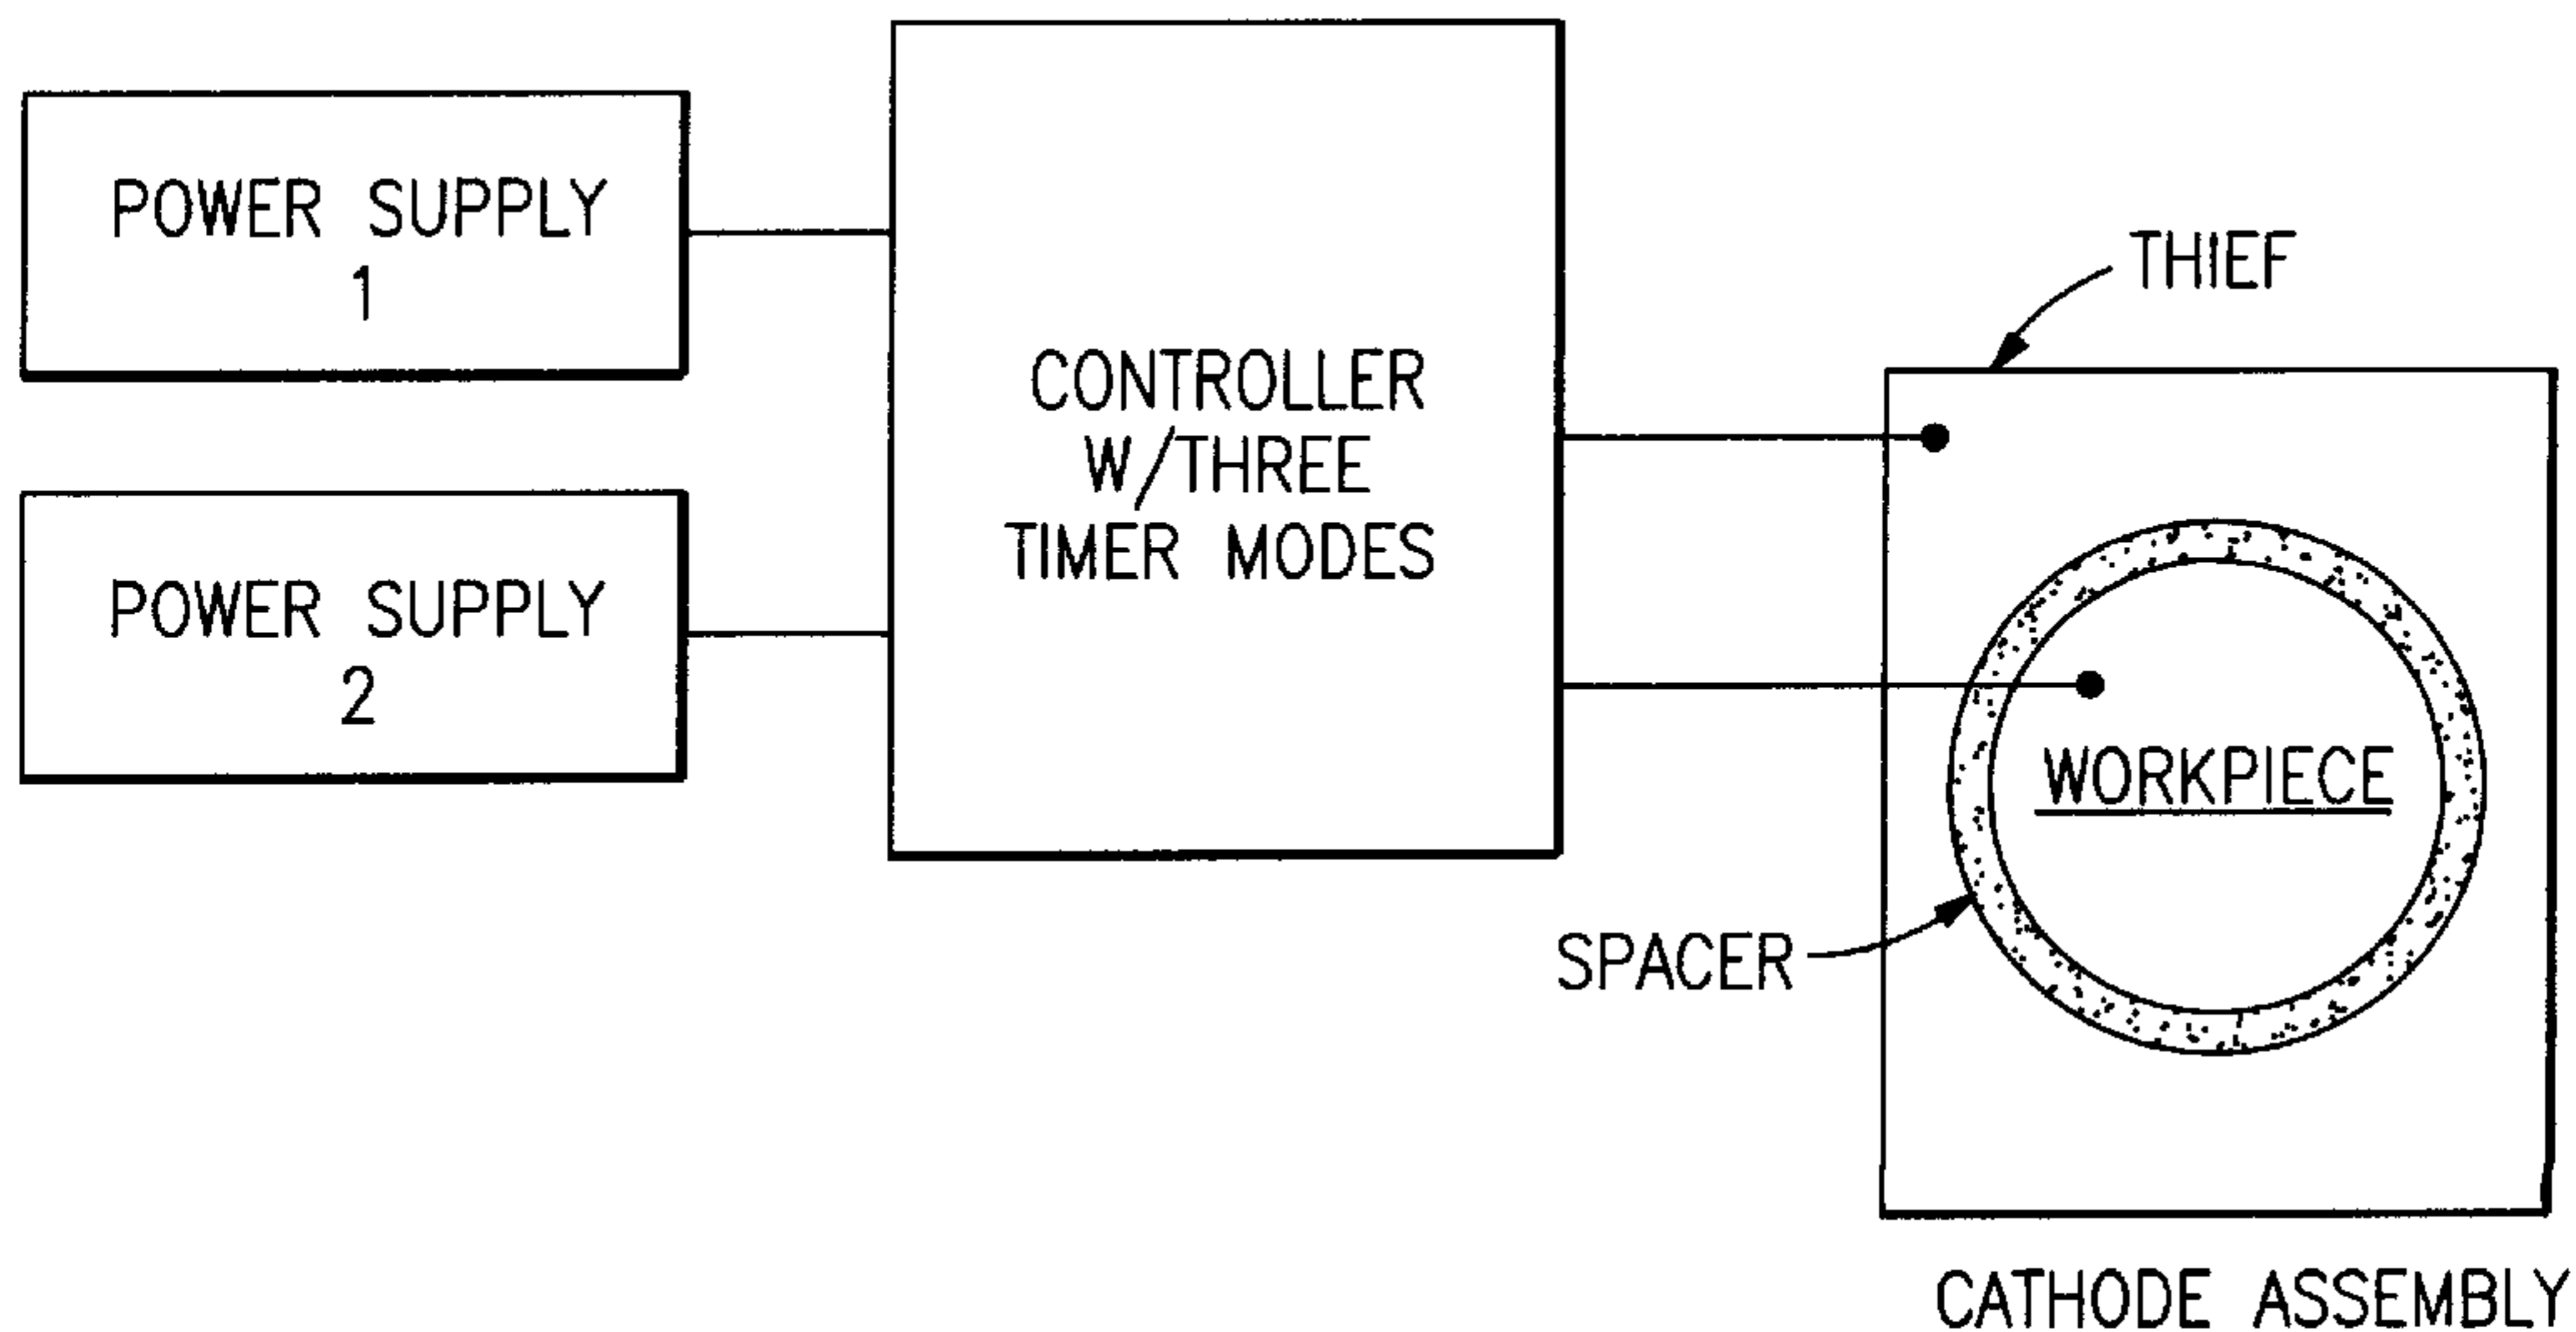 POWER SUPPLY
1
POWER SUPPLY
2
CONTROLLER
W/THREE
TIMER MODES
THIEF
WORKPIECE
SPACER
CATHODE ASSEMBLY